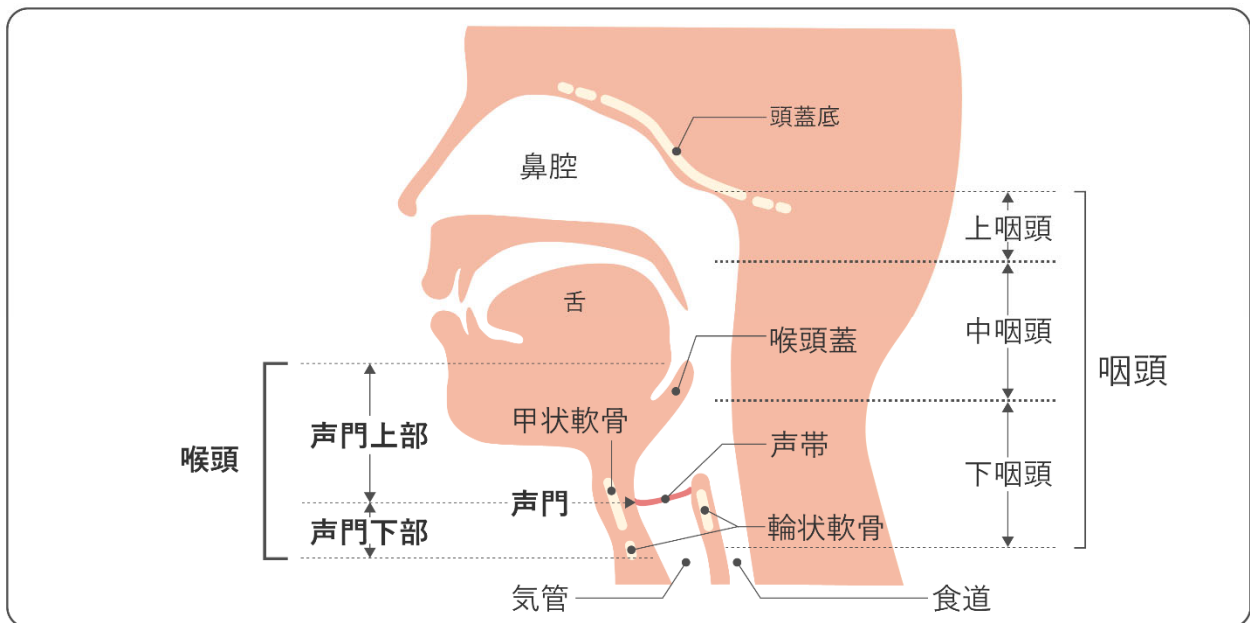 頭蓋底
鼻腔
上咽頭
舌
中咽頭
喉頭蓋
咽頭
甲状軟骨
声門上部
声帯
喉頭
下咽頭
声門
声門下部
輪状軟骨
気管
食道